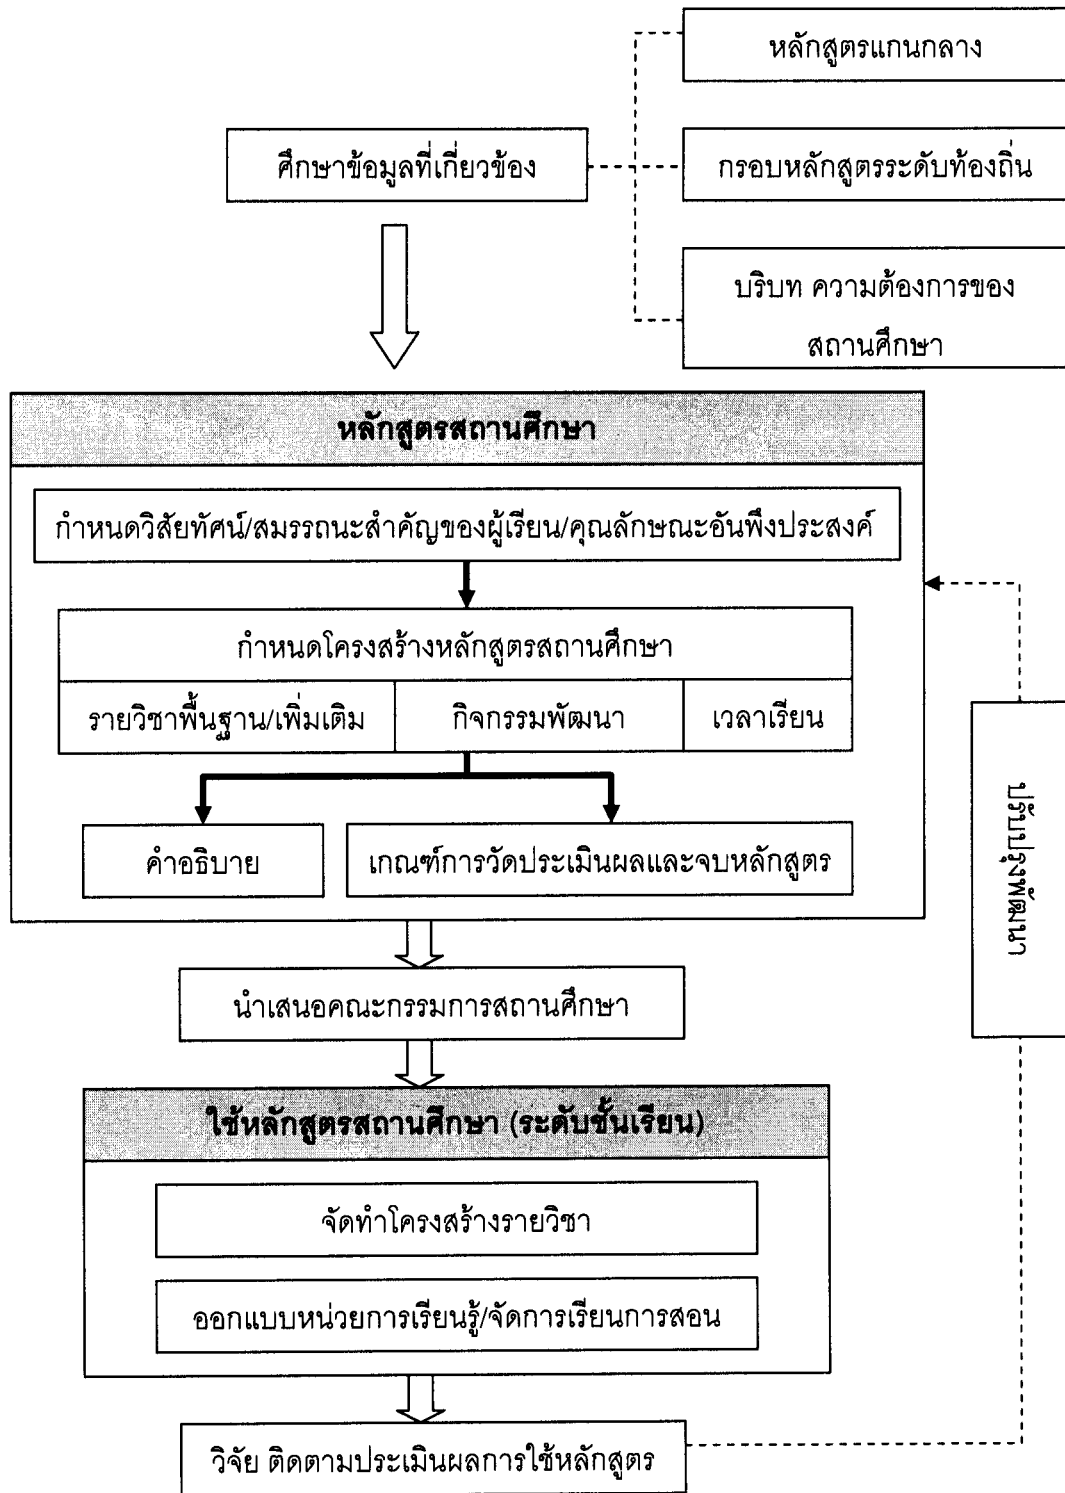 หลักสูตรแกนกลาง
ศึกษาข้อมูลที่เกี่ยวข้อง
กรอบหลักสูตรระดับท้องถิ่น
บริบท ความต้องการของ
สถานศึกษา
หลักสูตรสถานศึกษา
กำหนดวิสัยทัศน์/สมรรถนะสำคัญของผู้เรียน/คุณลักษณะอันพึงประสงค์
กำหนดโครงสร้างหลักสูตรสถานศึกษา
รายวิชาพื้นฐาน/เพิ่มเติม
กิจกรรมพัฒนา
เวลาเรียน
คำอธิบาย
เกณฑ์การวัดประเมินผลและจบหลักสูตร
ปรับปรุงพัฒนา
นำเสนอคณะกรรมการสถานศึกษา
ใช้หลักสูตรสถานศึกษา (ระดับชั้นเรียน)
จัดทำโครงสร้างรายวิชา
ออกแบบหน่วยการเรียนรู้/จัดการเรียนการสอน
วิจัย ติดตามประเมินผลการใช้หลักสูตร